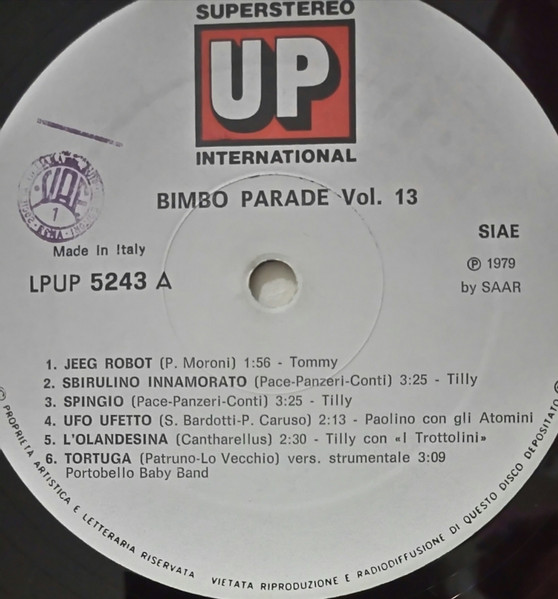 SUPERSTEREO
UP
INTERNATIONAL
BIMBO PARADE Vol. 13
SIAE
1
ROMA
Made In Italy
SIAE
LPUP 5243 A
Ⓟ 1979
by SAAR
1. JEEG ROBOT (P. Moroni) 1:56 - Tommy
2. SBIRULINO INNAMORATO (Pace-Panzeri-Conti) 3:25 - Tilly
3. SPINGIO (Pace-Panzeri-Conti) 3:25 - Tilly
4. UFO UFETTO (S. Bardotti-P. Caruso) 2:13 - Paolino con gli Atomini
5. L'OLANDESINA (Cantharellus) 2:30 - Tilly con «I Trottolini»
6. TORTUGA (Patruno-Lo Vecchio) vers. strumentale 3:09
Portobello Baby Band
© PROPRIETA ARTISTICA E LETTERARIA RISERVATA VIETATA RIPRODUZIONE E RADIODIFFUSIONE DI QUESTO DISCO DEPOSITATO